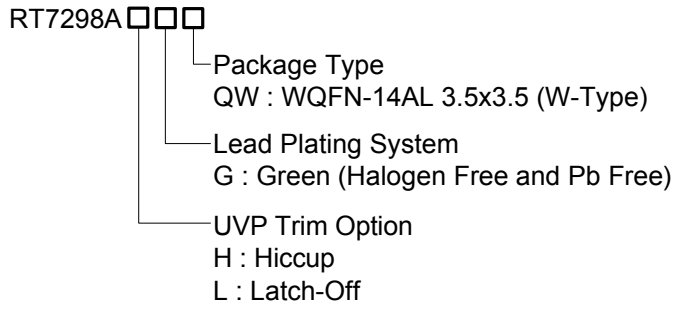 RT7298A
Package Type
QW : WQFN-14AL 3.5x3.5 (W-Type)
Lead Plating System
G : Green (Halogen Free and Pb Free)
UVP Trim Option
H : Hiccup
L : Latch-Off